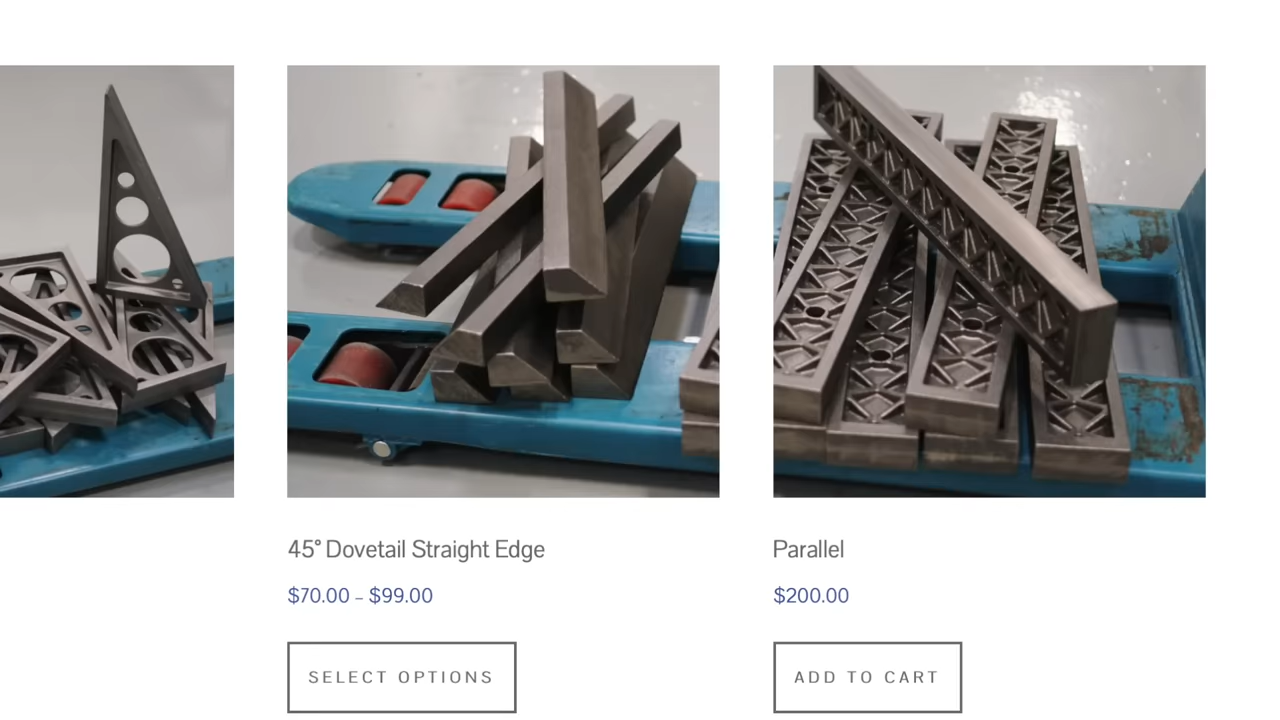 45° Dovetail Straight Edge
$70.00 – $99.00
SELECT OPTIONS
Parallel
$200.00
ADD TO CART